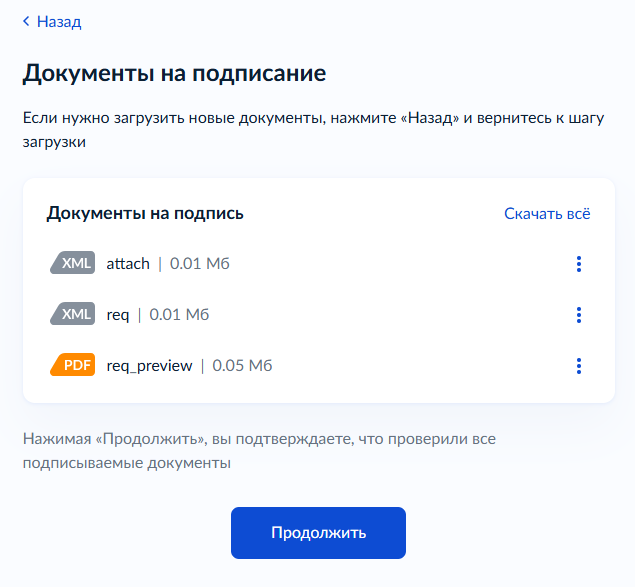 Назад
Документы на подписание
Если нужно загрузить новые документы, нажмите «Назад» и вернитесь к шагу
загрузки
Документы на подпись Скачать всё
XML attach | 0.01 Мб
XML req | 0.01 Мб
PDF req_preview | 0.05 Мб
Нажимая «Продолжить», вы подтверждаете, что проверили все
подписываемые документы
Продолжить